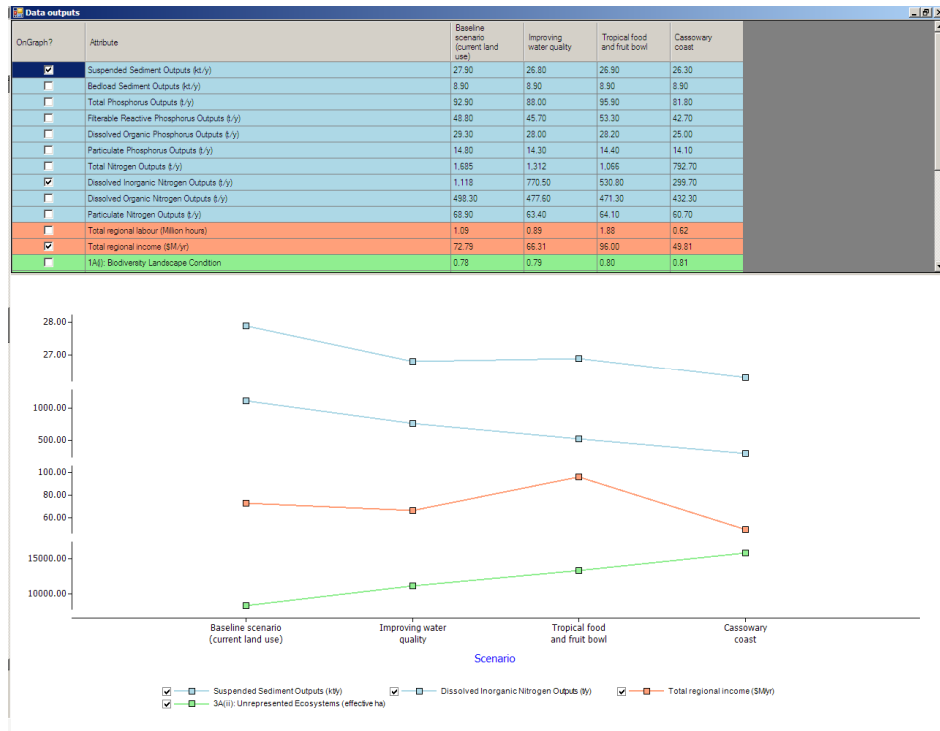 Data outputs
OnGraph? Attribute Baseline scenario (current land use) Improving water quality Tropical food and fruit bowl Cassowary coast
Suspended Sediment Outputs (kt/y) 27.90 26.80 26.90 26.30
Bedload Sediment Outputs (kt/y) 8.90 8.90 8.90 8.90
Total Phosphorus Outputs (t/y) 92.90 88.00 95.90 81.80
Filterable Reactive Phosphorus Outputs (t/y) 48.80 45.70 53.30 42.70
Dissolved Organic Phosphorus Outputs (t/y) 29.30 28.00 28.20 25.00
Particulate Phosphorus Outputs (t/y) 14.80 14.30 14.40 14.10
Total Nitrogen Outputs (t/y) 1,685 1,312 1,066 792.70
Dissolved Inorganic Nitrogen Outputs (t/y) 1,118 770.50 530.80 299.70
Dissolved Organic Nitrogen Outputs (t/y) 498.30 477.60 471.30 432.30
Particulate Nitrogen Outputs (t/y) 68.90 63.40 64.10 60.70
Total regional labour (Million hours) 1.09 0.89 1.88 0.62
Total regional income ($M/yr) 72.79 66.31 96.00 49.81
1A(i): Biodiversity Landscape Condition 0.78 0.79 0.80 0.81
28.00
27.00
1000.00
500.00
100.00
80.00
60.00
15000.00
10000.00
Baseline scenario (current land use)
Improving water quality
Tropical food and fruit bowl
Cassowary coast
Scenario
Suspended Sediment Outputs (kt/y) Dissolved Inorganic Nitrogen Outputs (t/y) Total regional income ($M/yr)
3A(ii): Unrepresented Ecosystems (effective ha)